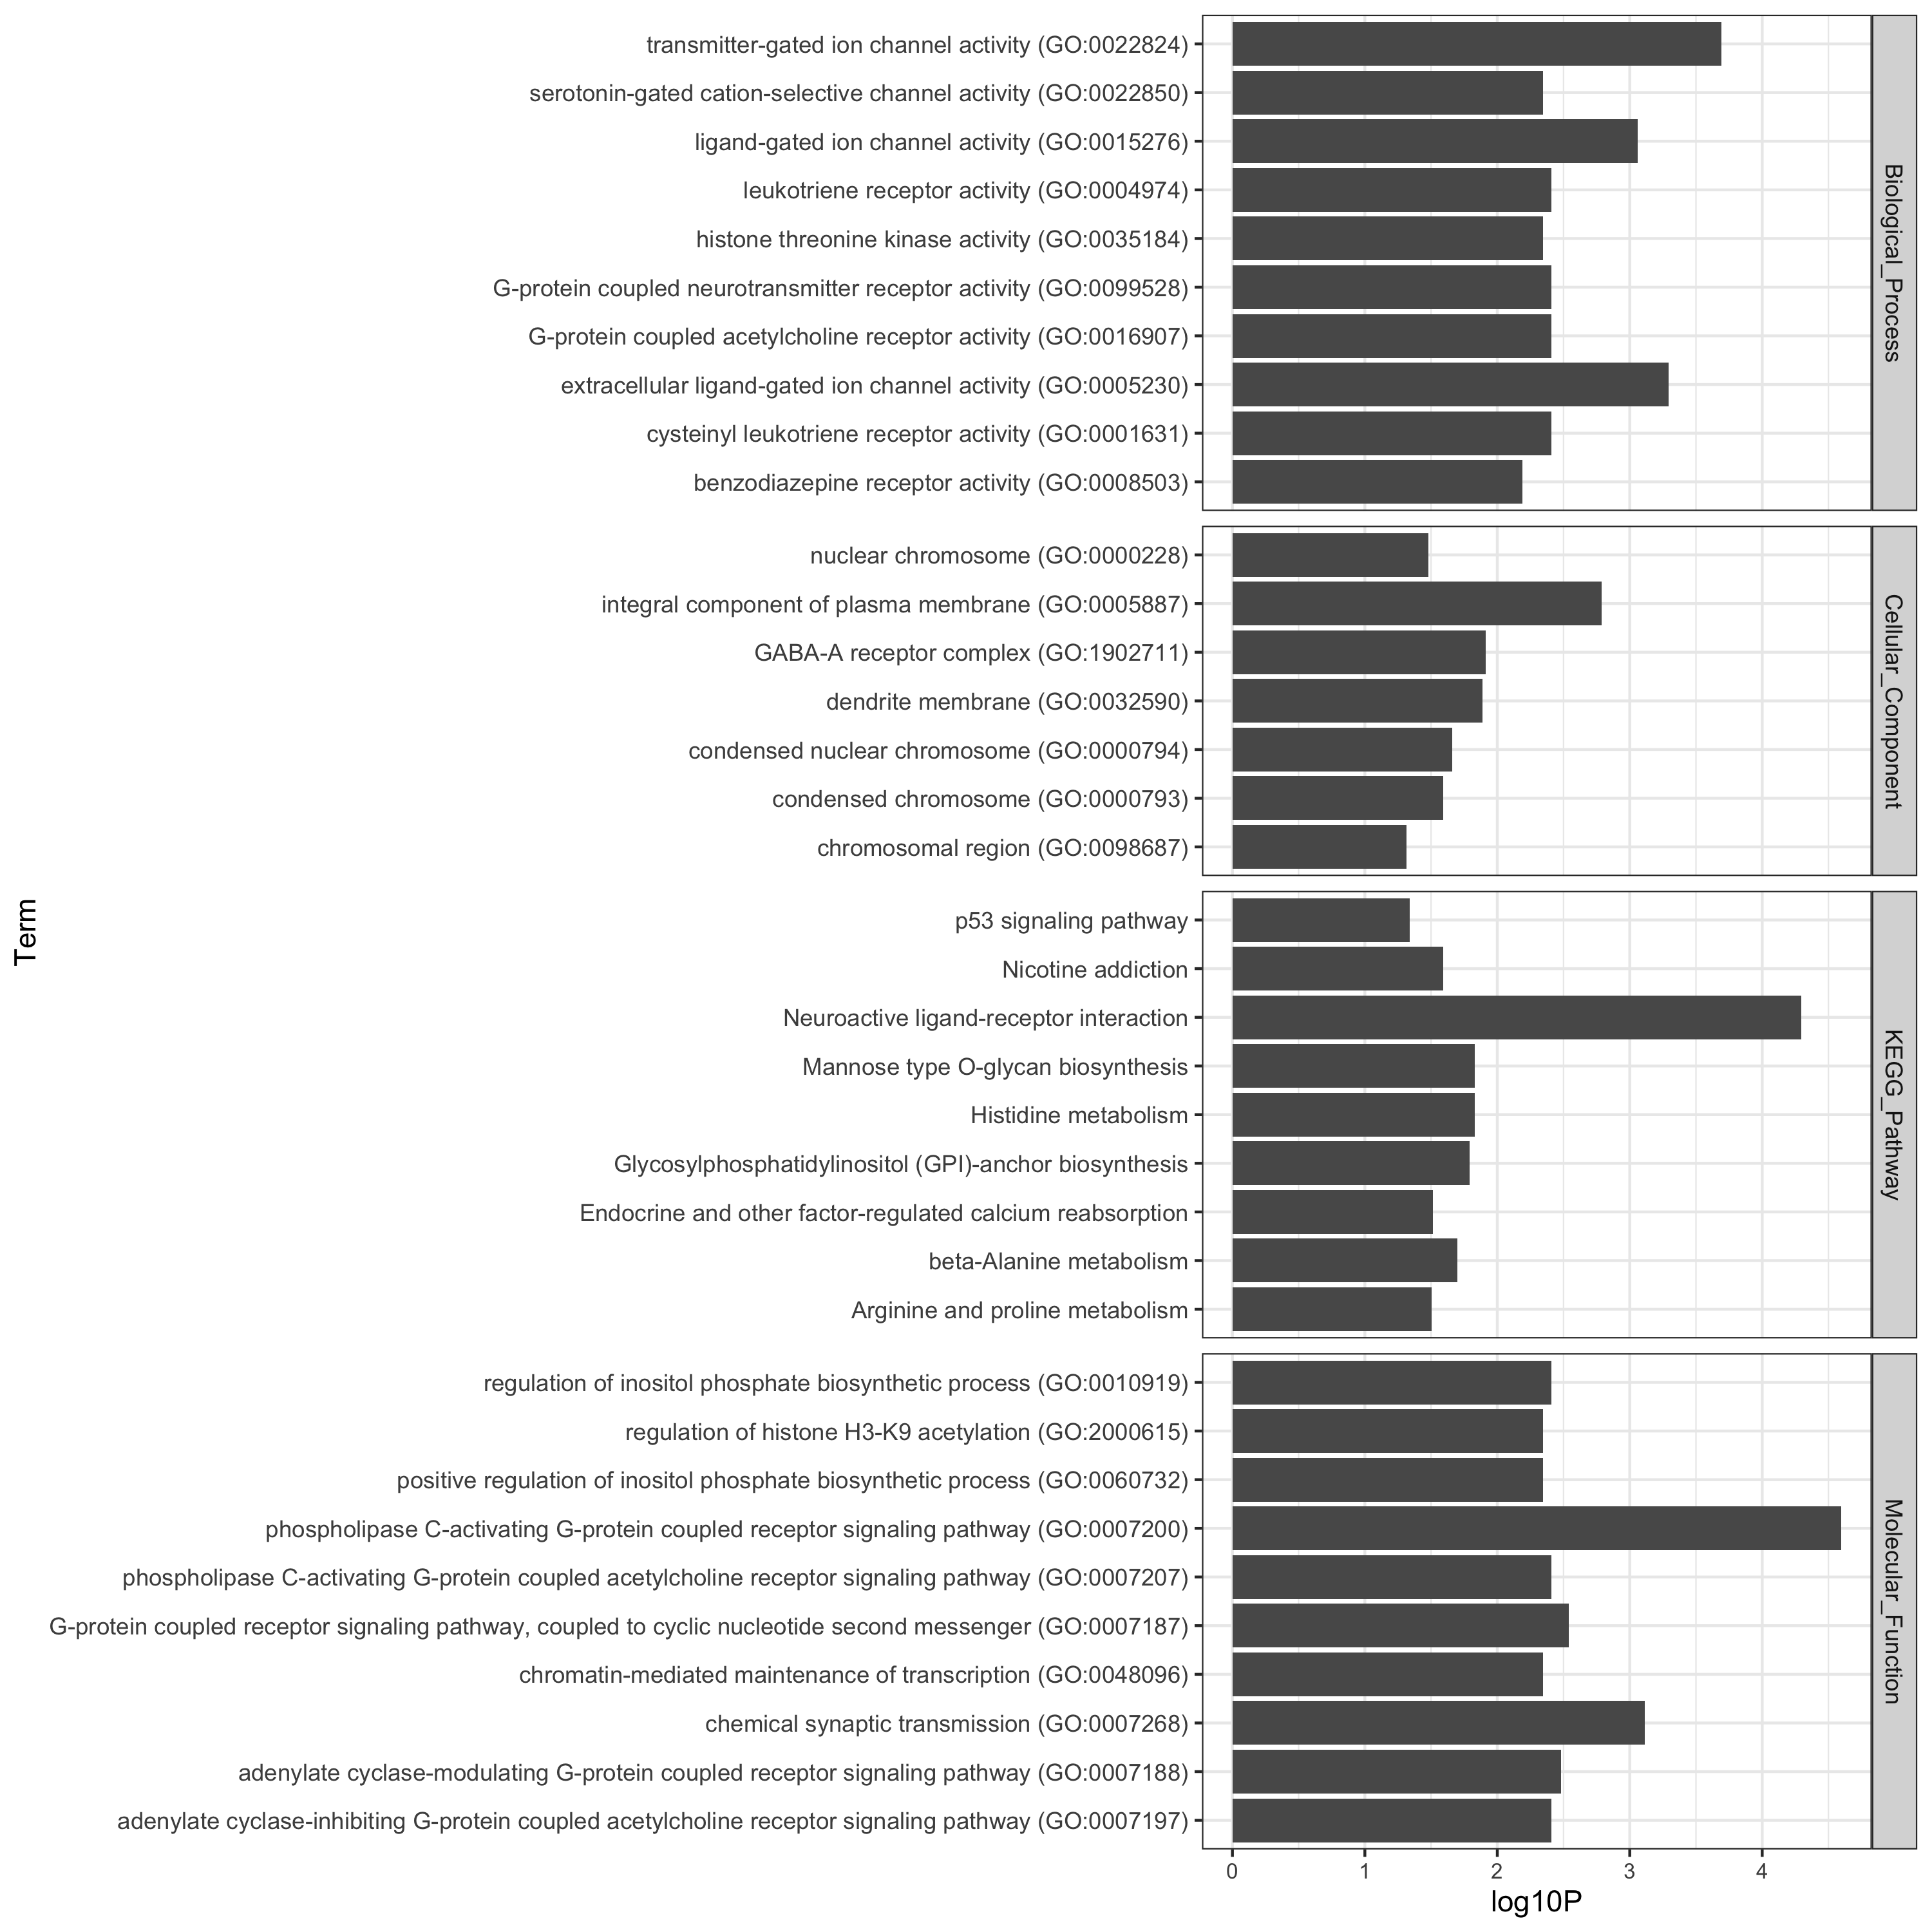 transmitter-gated ion channel activity (GO:0022824)
serotonin-gated cation-selective channel activity (GO:0022850)
ligand-gated ion channel activity (GO:0015276)
leukotriene receptor activity (GO:0004974)
histone threonine kinase activity (GO:0035184)
G-protein coupled neurotransmitter receptor activity (GO:0099528)
G-protein coupled acetylcholine receptor activity (GO:0016907)
extracellular ligand-gated ion channel activity (GO:0005230)
cysteinyl leukotriene receptor activity (GO:0001631)
benzodiazepine receptor activity (GO:0008503)
Biological_Process
nuclear chromosome (GO:0000228)
integral component of plasma membrane (GO:0005887)
GABA-A receptor complex (GO:1902711)
dendrite membrane (GO:0032590)
condensed nuclear chromosome (GO:0000794)
condensed chromosome (GO:0000793)
chromosomal region (GO:0098687)
Cellular_Component
Term
p53 signaling pathway
Nicotine addiction
Neuroactive ligand-receptor interaction
Mannose type O-glycan biosynthesis
Histidine metabolism
Glycosylphosphatidylinositol (GPI)-anchor biosynthesis
Endocrine and other factor-regulated calcium reabsorption
beta-Alanine metabolism
Arginine and proline metabolism
KEGG_Pathway
regulation of inositol phosphate biosynthetic process (GO:0010919)
regulation of histone H3-K9 acetylation (GO:2000615)
positive regulation of inositol phosphate biosynthetic process (GO:0060732)
phospholipase C-activating G-protein coupled receptor signaling pathway (GO:0007200)
phospholipase C-activating G-protein coupled acetylcholine receptor signaling pathway (GO:0007207)
G-protein coupled receptor signaling pathway, coupled to cyclic nucleotide second messenger (GO:0007187)
chromatin-mediated maintenance of transcription (GO:0048096)
chemical synaptic transmission (GO:0007268)
adenylate cyclase-modulating G-protein coupled receptor signaling pathway (GO:0007188)
adenylate cyclase-inhibiting G-protein coupled acetylcholine receptor signaling pathway (GO:0007197)
Molecular_Function
0 1 2 3 4
log10P